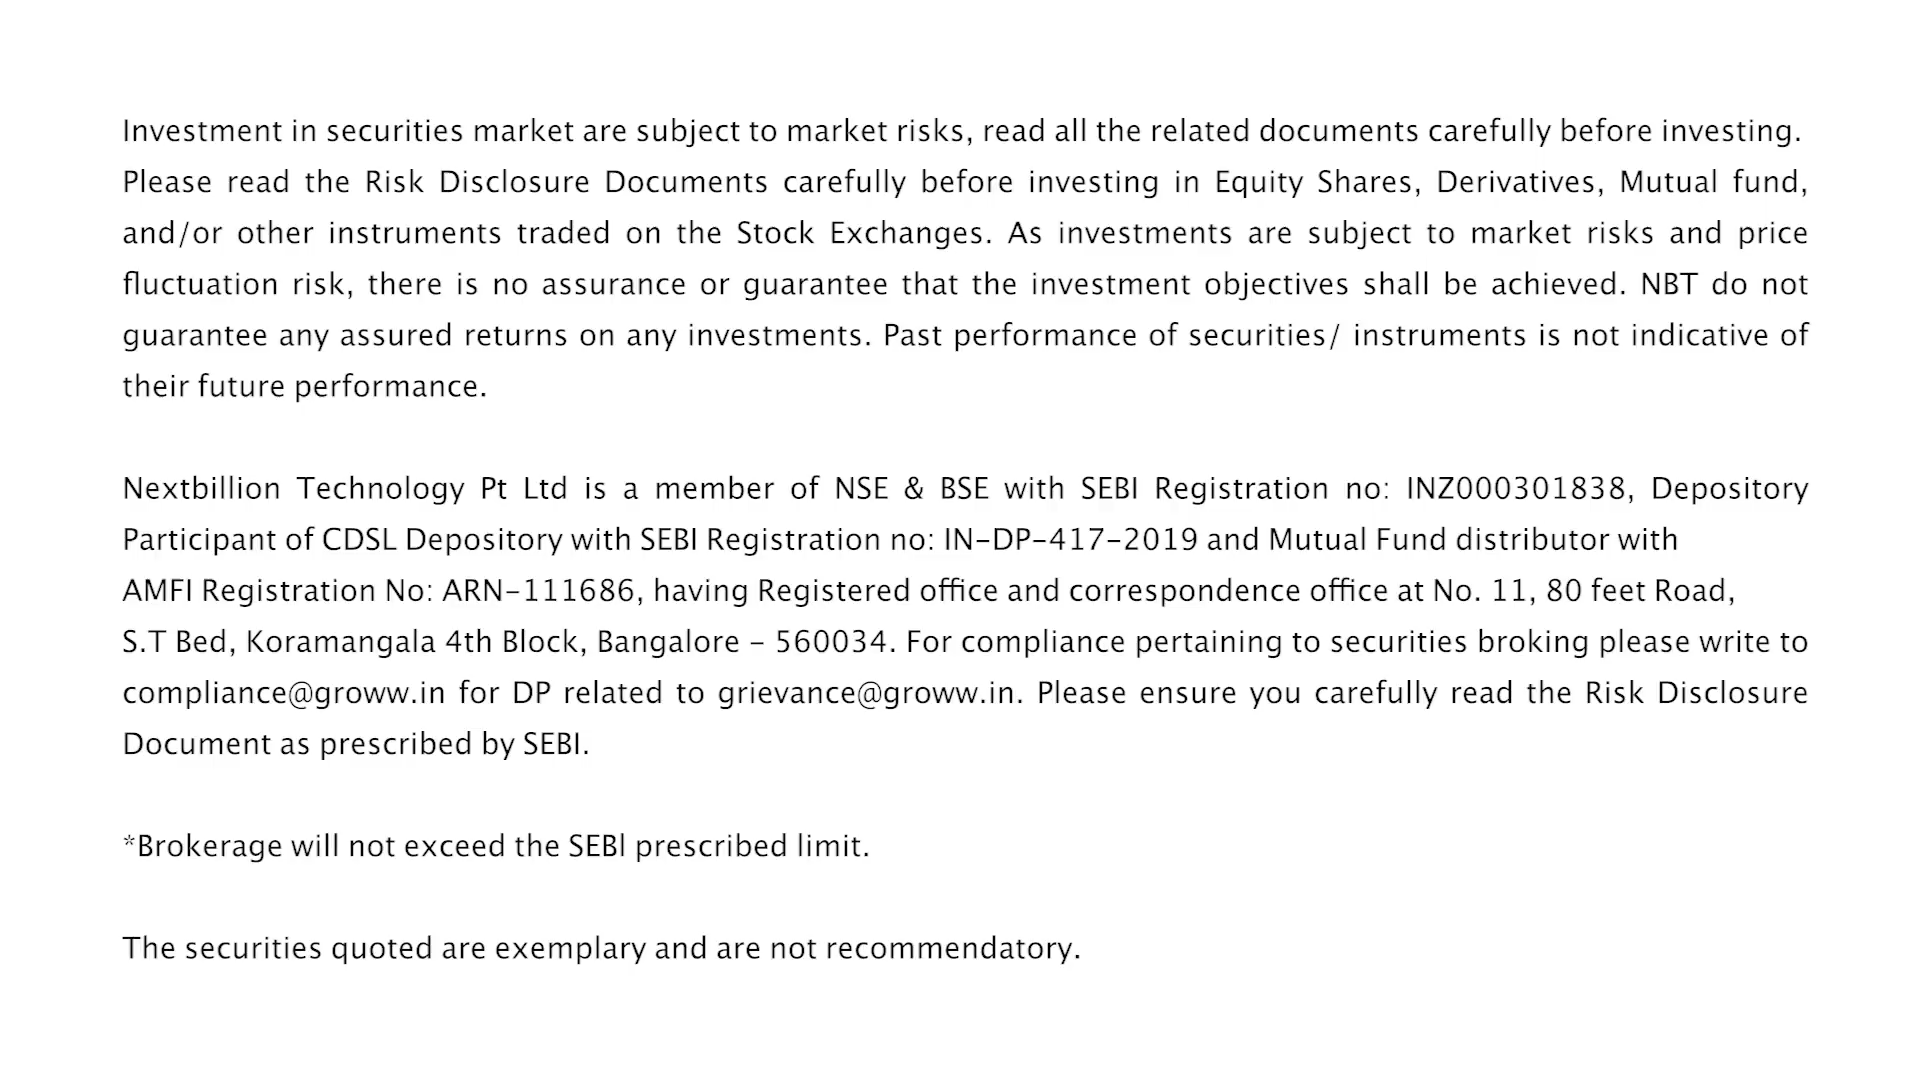 Investment in securities market are subject to market risks, read all the related documents carefully before investing.
Please read the Risk Disclosure Documents carefully before investing in Equity Shares, Derivatives, Mutual fund,
and/or other instruments traded on the Stock Exchanges. As investments are subject to market risks and price
fluctuation risk, there is no assurance or guarantee that the investment objectives shall be achieved. NBT do not
guarantee any assured returns on any investments. Past performance of securities/ instruments is not indicative of
their future performance.
Nextbillion Technology Pt Ltd is a member of NSE & BSE with SEBI Registration no: INZ000301838, Depository
Participant of CDSL Depository with SEBI Registration no: IN-DP-417-2019 and Mutual Fund distributor with
AMFI Registration No: ARN-111686, having Registered office and correspondence office at No. 11, 80 feet Road,
S.T Bed, Koramangala 4th Block, Bangalore - 560034. For compliance pertaining to securities broking please write to
compliance@groww.in for DP related to grievance@groww.in. Please ensure you carefully read the Risk Disclosure
Document as prescribed by SEBI.
*Brokerage will not exceed the SEBl prescribed limit.
The securities quoted are exemplary and are not recommendatory.